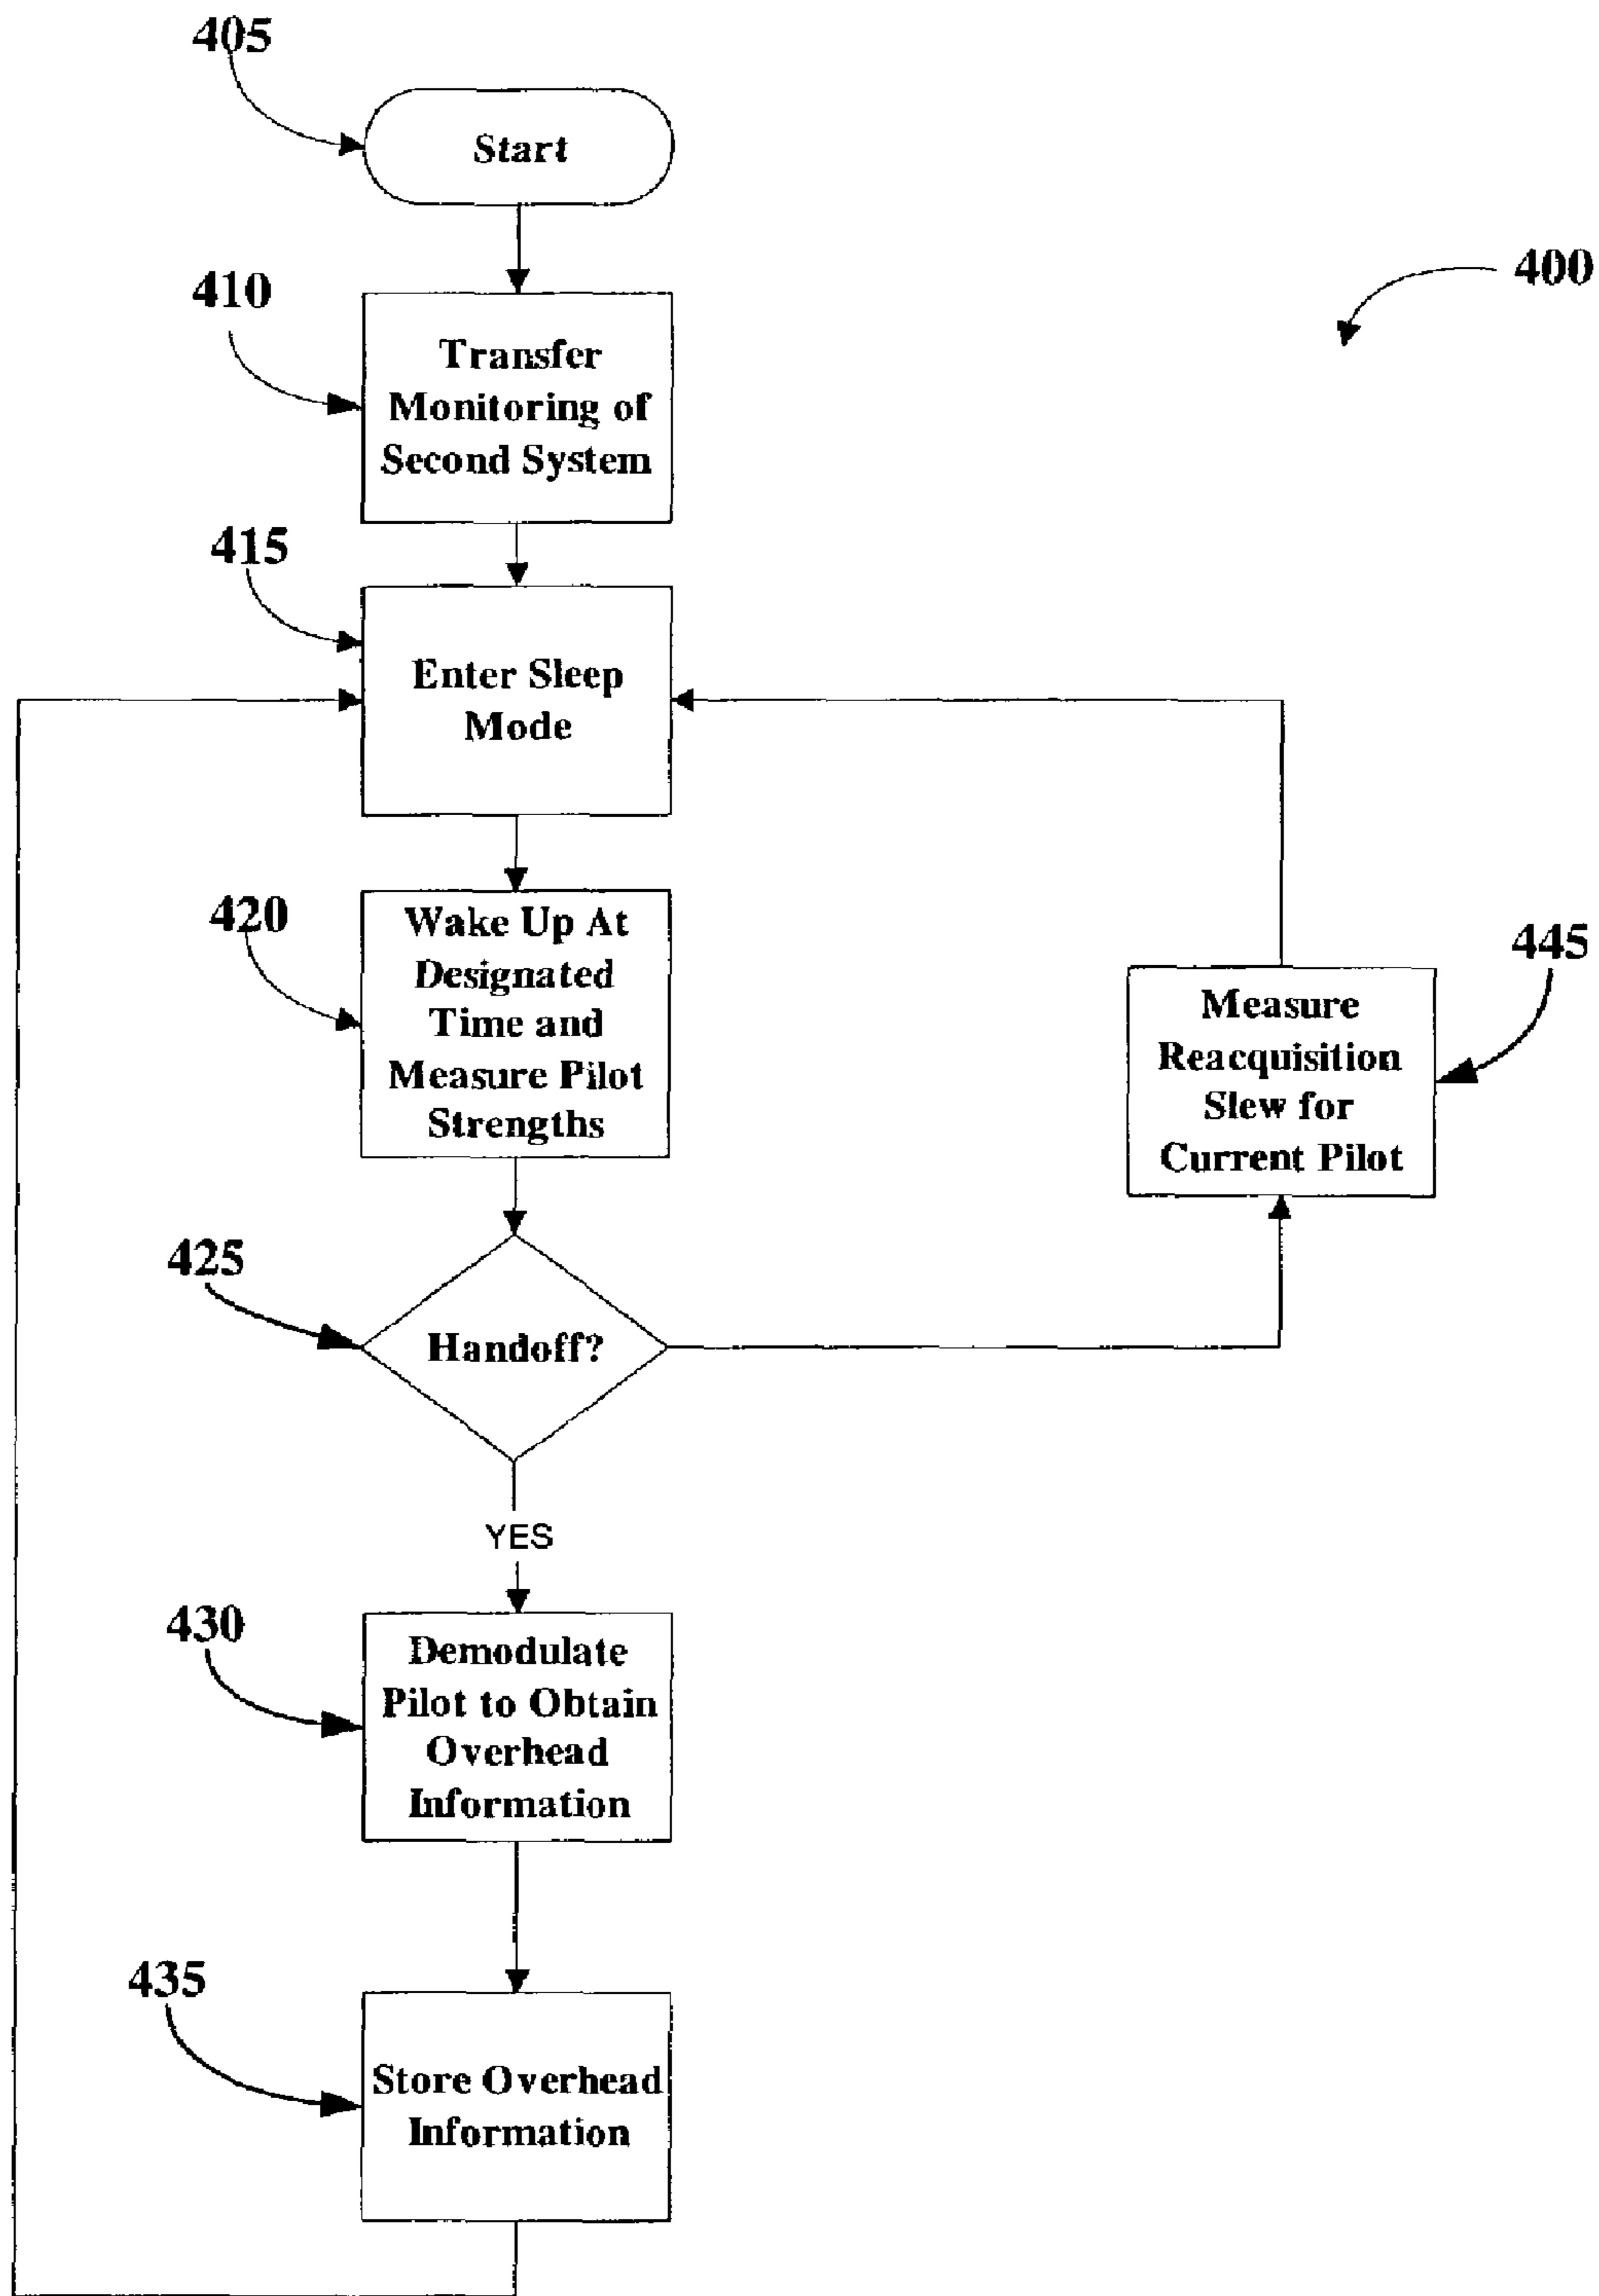 405
Start
400
410
Transfer
Monitoring of
Second System
415
Enter Sleep
Mode
420
Wake Up At
Designated
Time and
Measure Pilot
Strengths
445
Measure
Reacquisition
Slew for
Current Pilot
425
Handoff?
YES
430
Demodulate
Pilot to Obtain
Overhead
Information
435
Store Overhead
Information